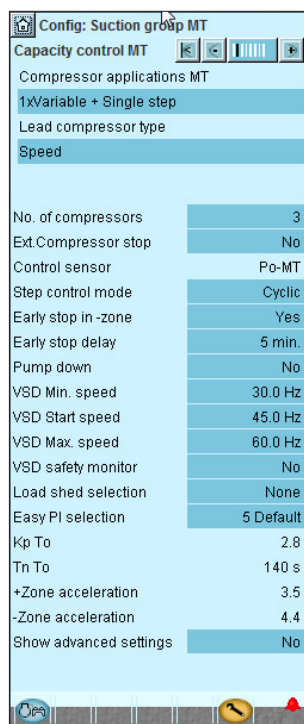 Config: Suction group MT
Capacity control MT
Compressor applications MT
1xVariable + Single step
Lead compressor type
Speed
No. of compressors 3
Ext.Compressor stop No
Control sensor Po-MT
Step control mode Cyclic
Early stop in -zone Yes
Early stop delay 5 min.
Pump down No
VSD Min. speed 30.0 Hz
VSD Start speed 45.0 Hz
VSD Max. speed 60.0 Hz
VSD safety monitor No
Load shed selection None
Easy PI selection 5 Default
Kp To 2.8
Tn To 140 s
+Zone acceleration 3.5
-Zone acceleration 4.4
Show advanced settings No